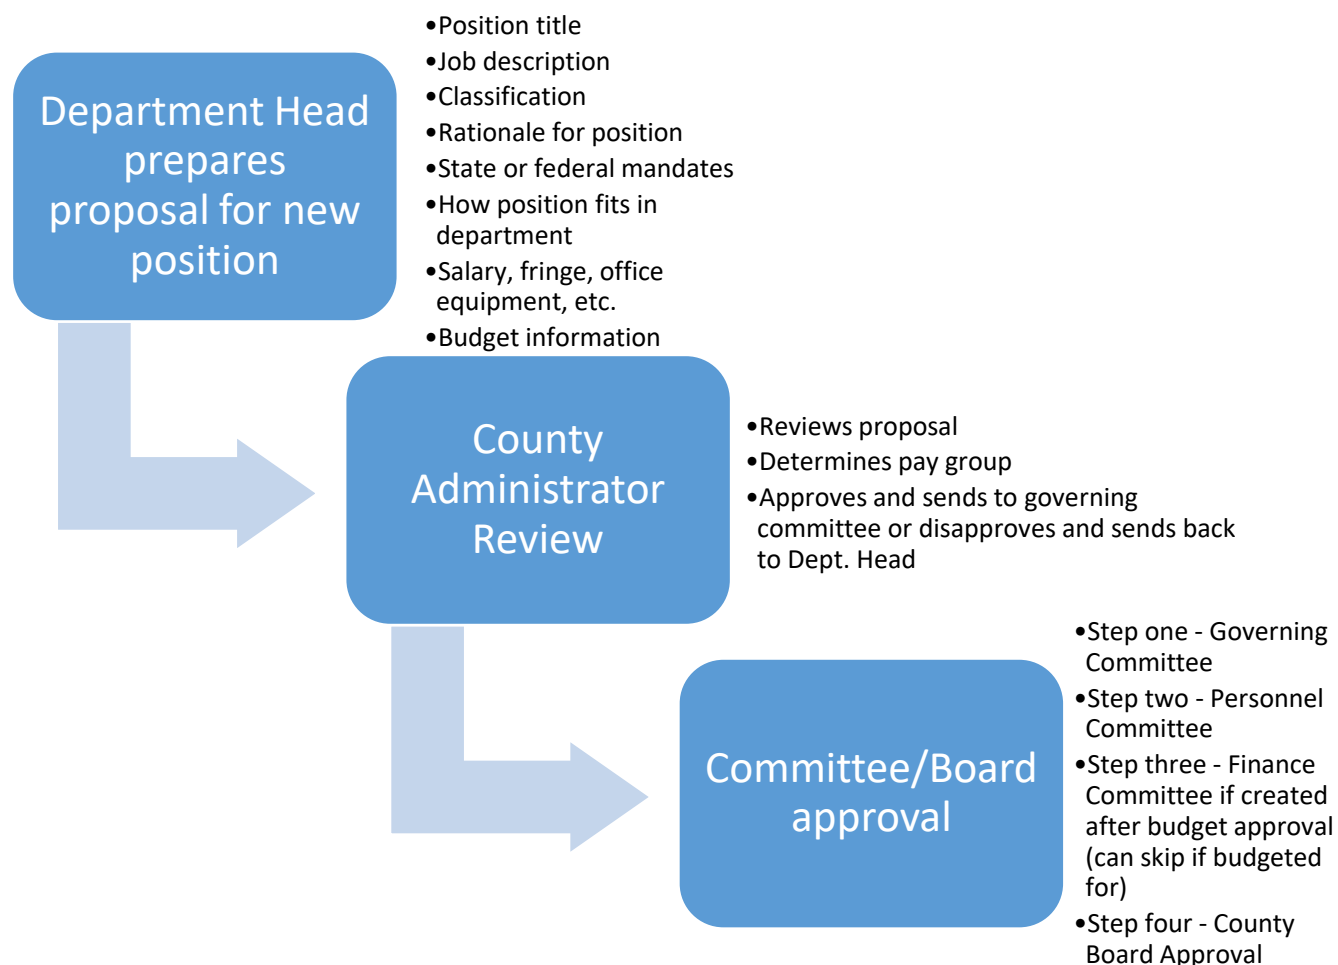 Department Head
prepares
proposal for new
position
•Position title
•Job description
•Classification
•Rationale for position
•State or federal mandates
•How position fits in
department
•Salary, fringe, office
equipment, etc.
•Budget information
County
Administrator
Review
•Reviews proposal
•Determines pay group
•Approves and sends to governing
committee or disapproves and sends back
to Dept. Head
Committee/Board
approval
•Step one - Governing
Committee
•Step two - Personnel
Committee
•Step three - Finance
Committee if created
after budget approval
(can skip if budgeted
for)
•Step four - County
Board Approval